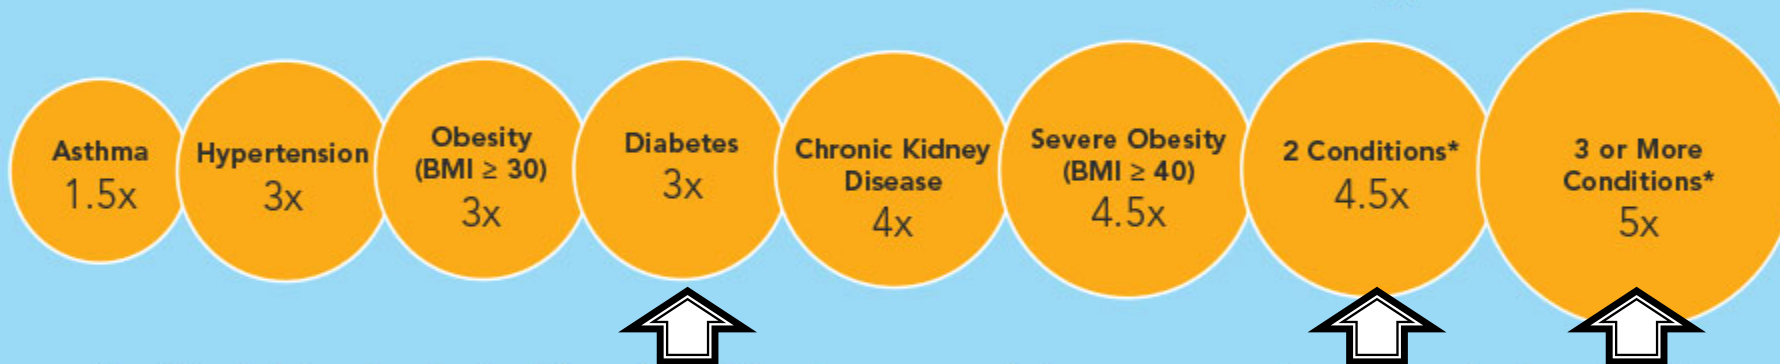 Asthma
1.5x
Hypertension
3x
Obesity
(BMI ≥ 30)
3x
Diabetes
3x
Chronic Kidney
Disease
4x
Severe Obesity
(BMI ≥ 40)
4.5x
2 Conditions*
4.5x
3 or More
Conditions*
5x